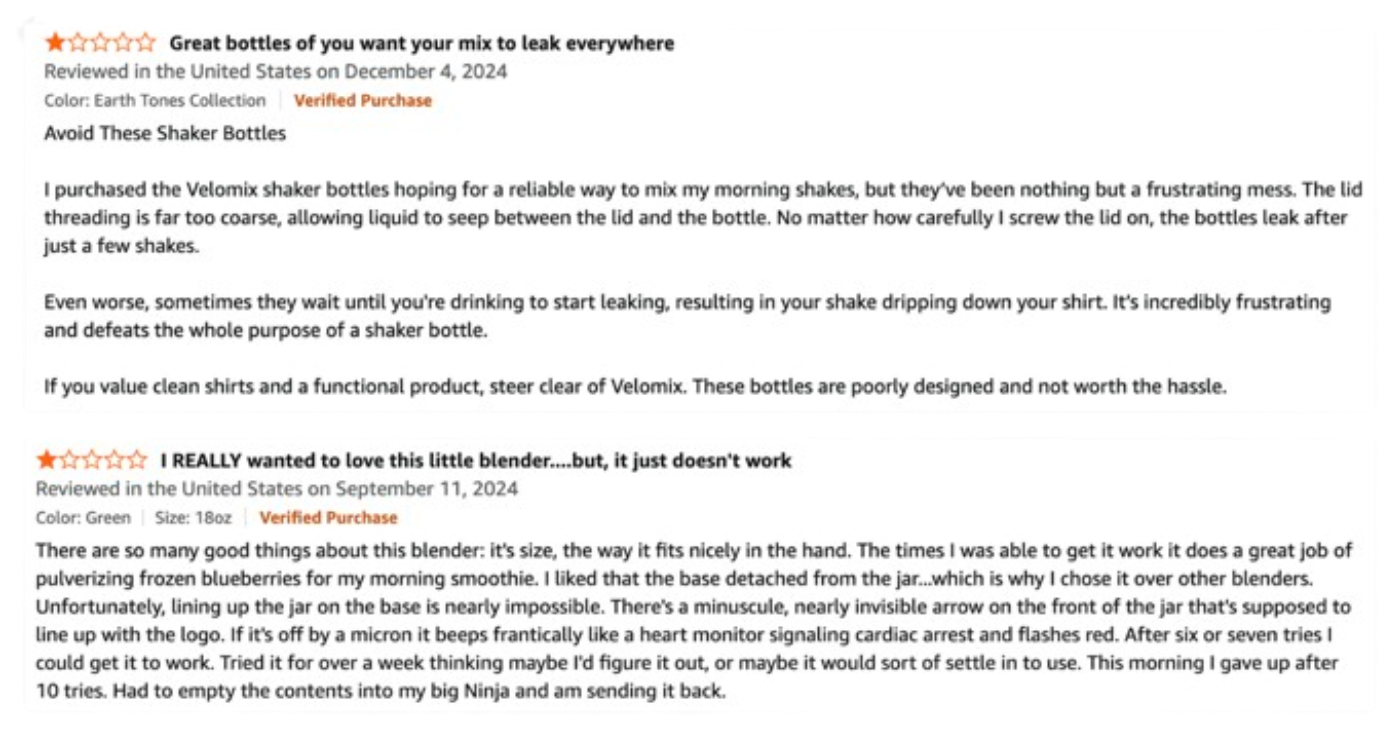 Great bottles of you want your mix to leak everywhere
Reviewed in the United States on December 4, 2024
Color: Earth Tones Collection | Verified Purchase
Avoid These Shaker Bottles
I purchased the Velomix shaker bottles hoping for a reliable way to mix my morning shakes, but they've been nothing but a frustrating mess. The lid
threading is far too coarse, allowing liquid to seep between the lid and the bottle. No matter how carefully I screw the lid on, the bottles leak after
just a few shakes.
Even worse, sometimes they wait until you're drinking to start leaking, resulting in your shake dripping down your shirt. It's incredibly frustrating
and defeats the whole purpose of a shaker bottle.
If you value clean shirts and a functional product, steer clear of Velomix. These bottles are poorly designed and not worth the hassle.
I REALLY wanted to love this little blender....but, it just doesn't work
Reviewed in the United States on September 11, 2024
Color: Green | Size: 18oz | Verified Purchase
There are so many good things about this blender: it's size, the way it fits nicely in the hand. The times I was able to get it work it does a great job of
pulverizing frozen blueberries for my morning smoothie. I liked that the base detached from the jar...which is why I chose it over other blenders.
Unfortunately, lining up the jar on the base is nearly impossible. There's a minuscule, nearly invisible arrow on the front of the jar that's supposed to
line up with the logo. If it's off by a micron it beeps frantically like a heart monitor signaling cardiac arrest and flashes red. After six or seven tries I
could get it to work. Tried it for over a week thinking maybe I'd figure it out, or maybe it would sort of settle in to use. This morning I gave up after
10 tries. Had to empty the contents into my big Ninja and am sending it back.